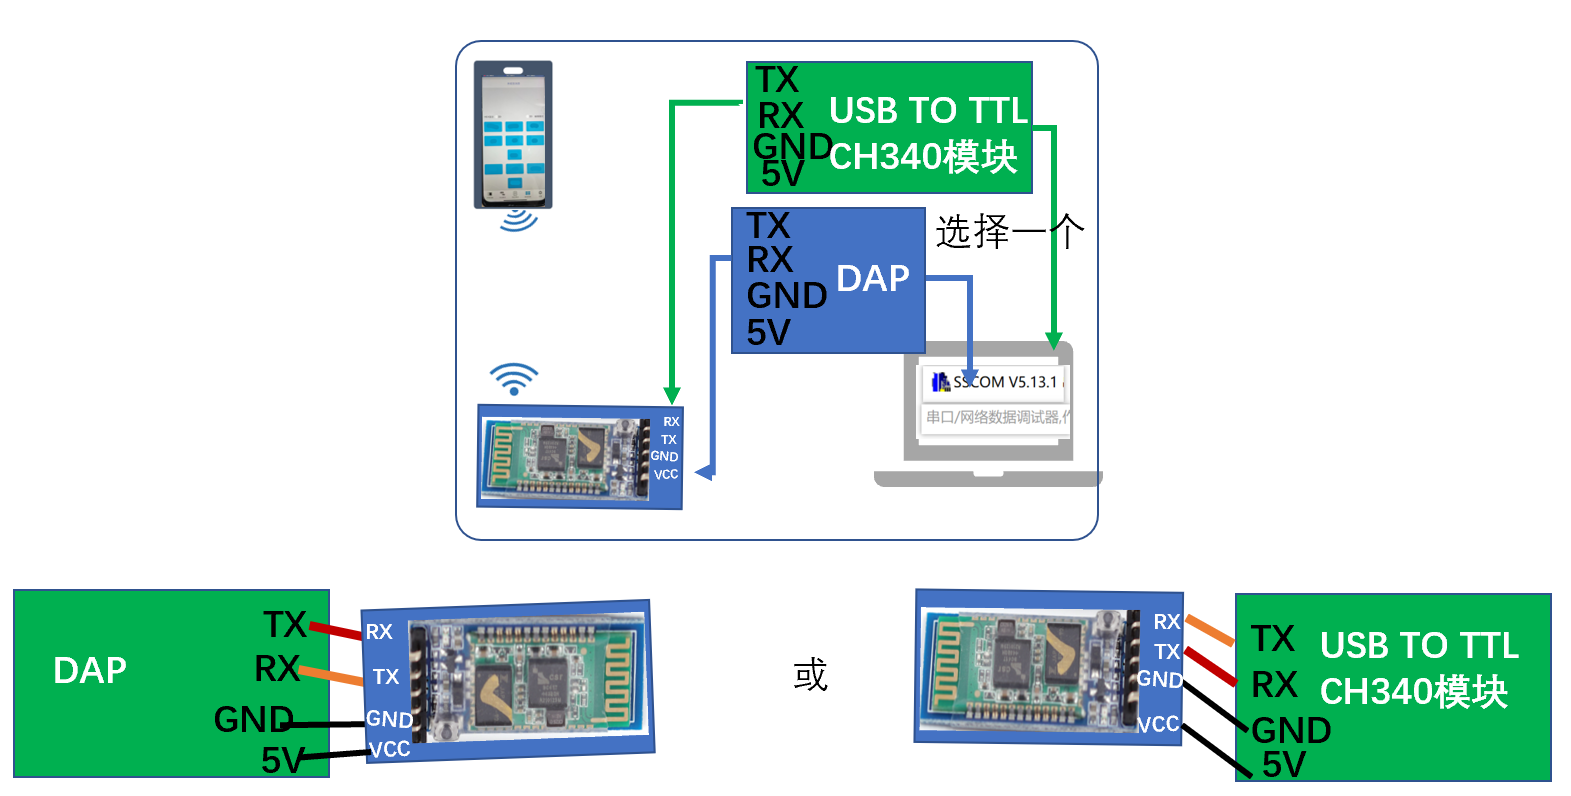 TX
RX
GND
5V
USB TO TTL
CH340模块
TX
RX
GND
5V
DAP
选择一个
SSCOM V5.13.1
串口/网络数据调试器,作
RX
TX
GND
VCC
DAP
TX
RX
GND
5V
RX
TX
GND
VCC
或
RX
TX
GND
VCC
TX
RX
GND
5V
USB TO TTL
CH340模块